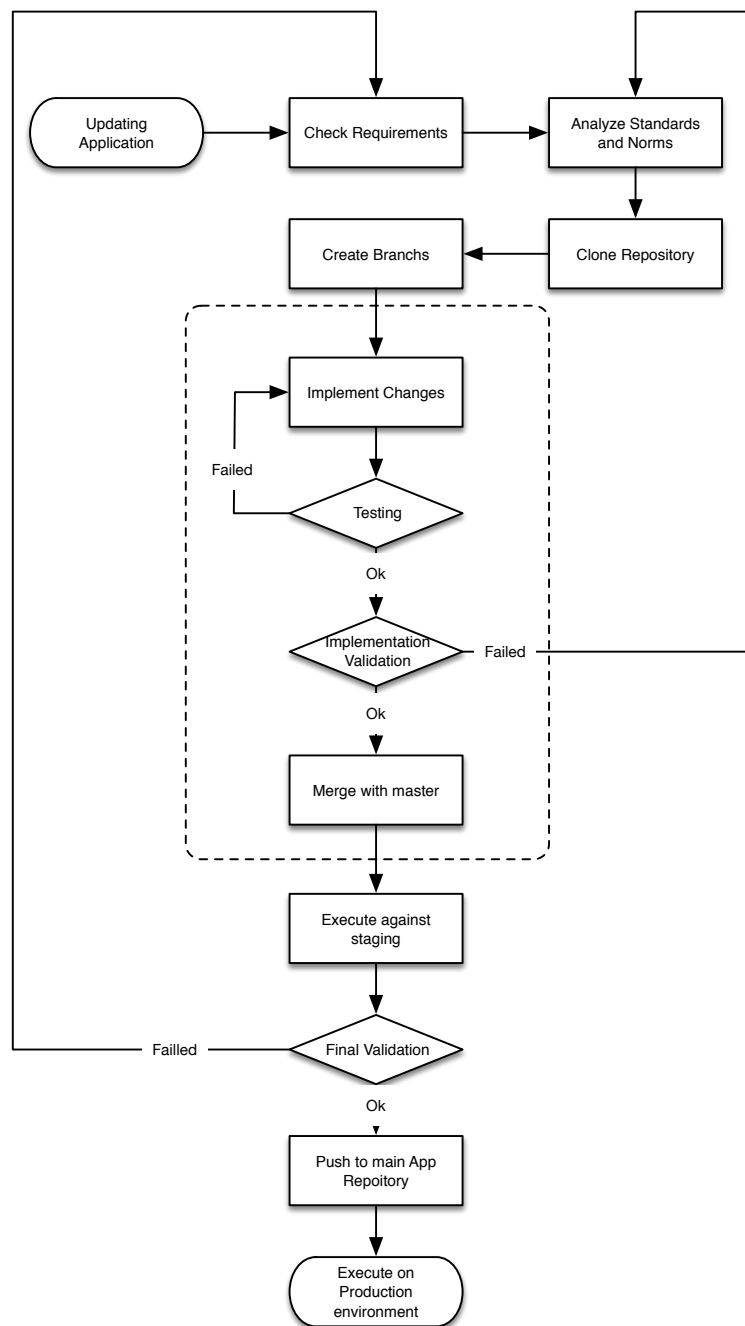 Updating
Application
Check Requirements
Analyze Standards
and Norms
Create Branchs
Clone Repository
Implement Changes
Failed
Testing
Ok
Implementation
Validation
Failed
Ok
Merge with master
Execute against
staging
Failled
Final Validation
Ok
Push to main App
Repoitory
Execute on
Production
environment